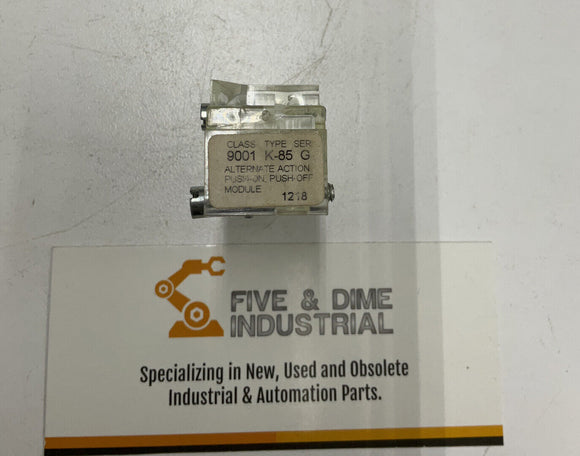 CLASS TYPE SER
9001 K-85 G
ALTERNATE ACTION
PUSH-ON, PUSH-OFF
MODULE 1218
FIVE & DIME
INDUSTRIAL
Specializing in New, Used and Obsolete
Industrial & Automation Parts.